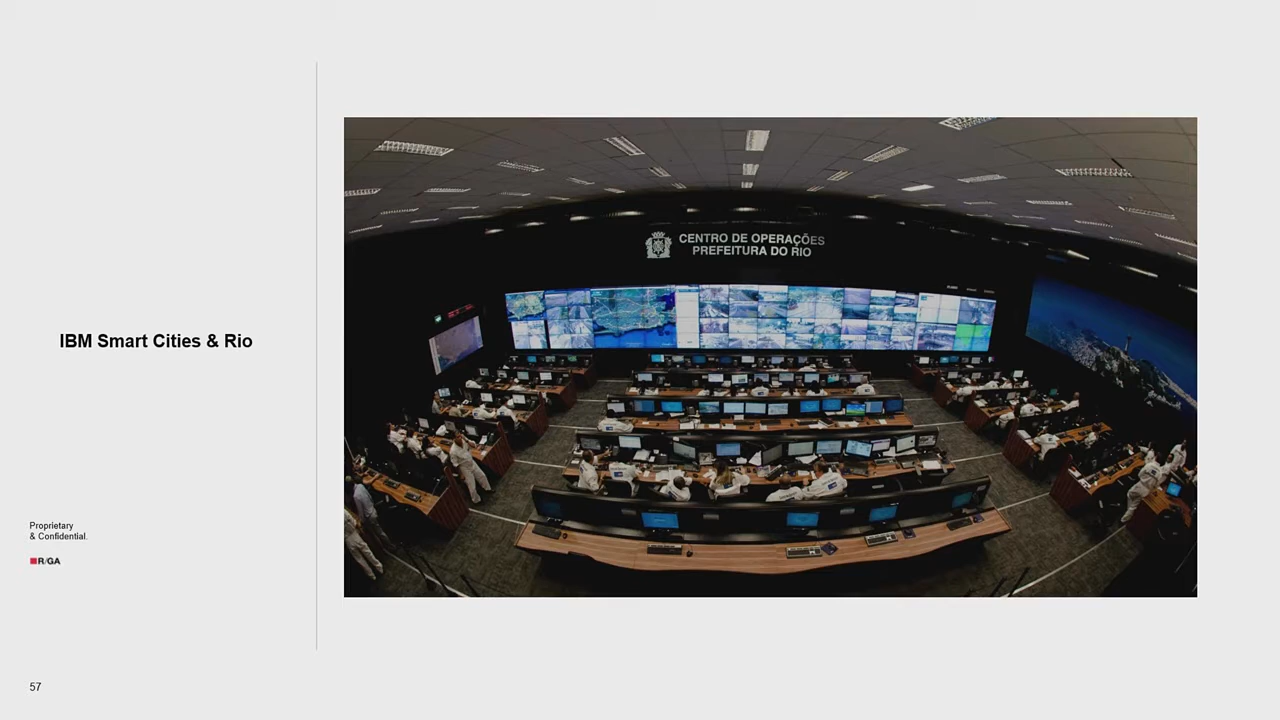 IBM Smart Cities & Rio
CENTRO DE OPERAÇÕES
PREFEITURA DO RIO
Proprietary
& Confidential.
R/GA
57